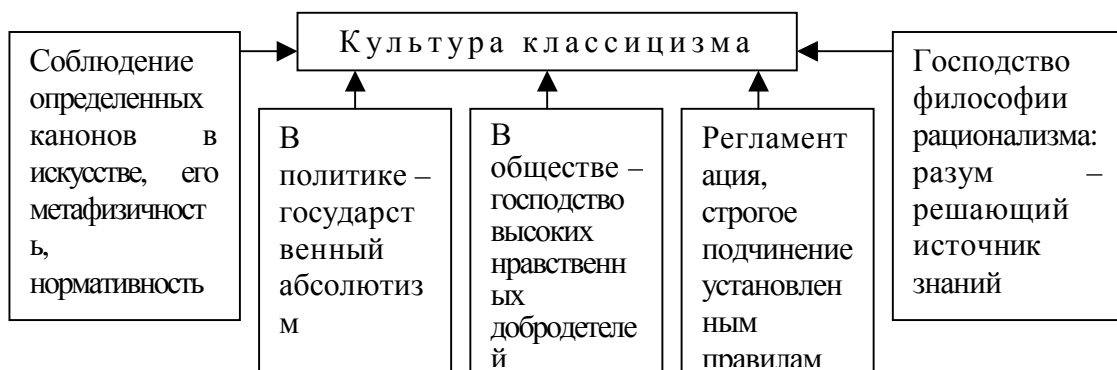 Культура классицизма
Соблюдение
определенных
канонов в
искусстве, его
метафизичност
ь,
нормативность
В
политике –
государст
венный
абсолютиз
м
В
обществе –
господство
высоких
нравственн
ых
добродетеле
й
Регламент
ация,
строгое
подчинение
установлен
ным
правилам
Господство
философии
рационализма:
разум –
решающий
источник
знаний